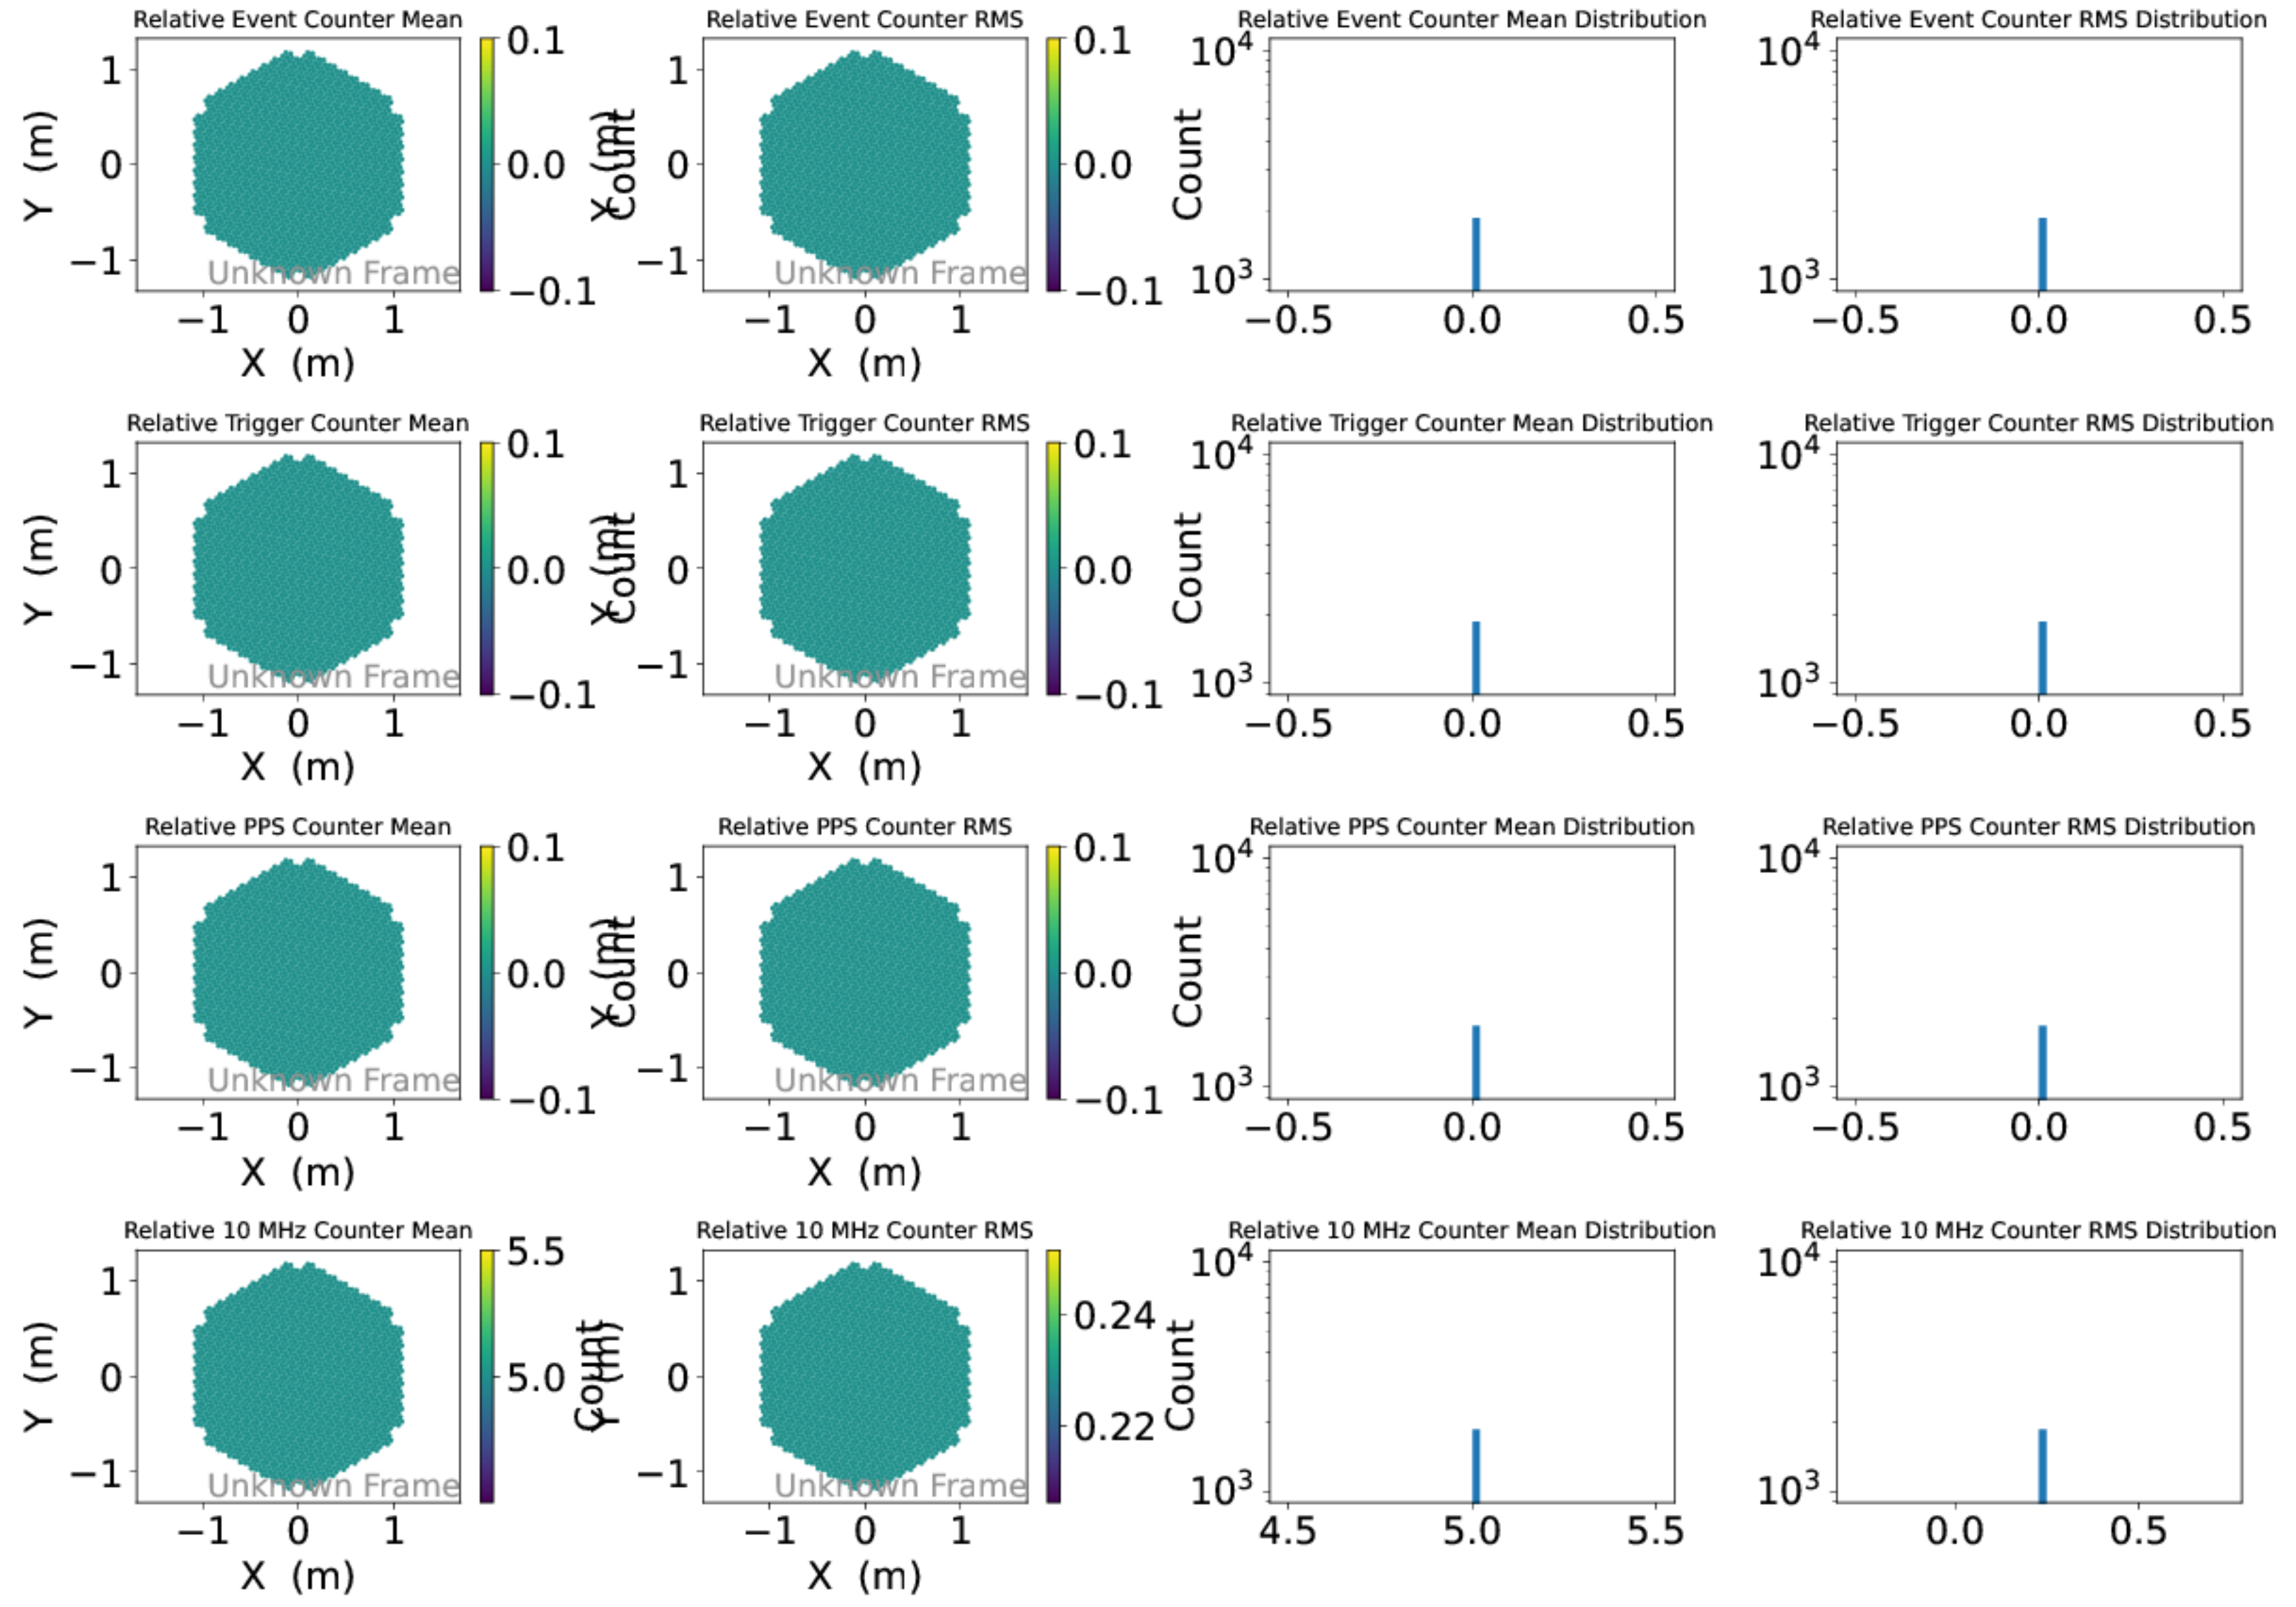 Relative Event Counter Mean
Relative Event Counter RMS
Relative Event Counter Mean Distribution
Relative Event Counter RMS Distribution
Y (m)
1
0
−1
Unknown Frame
−1 0 1
X (m)
0.1
0.0
−0.1
Count
Y (m)
1
0
−1
Unknown Frame
−1 0 1
X (m)
0.1
0.0
−0.1
Count
10⁴
10³
−0.5 0.0 0.5
10⁴
10³
−0.5 0.0 0.5
Relative Trigger Counter Mean
Relative Trigger Counter RMS
Relative Trigger Counter Mean Distribution
Relative Trigger Counter RMS Distribution
Y (m)
1
0
−1
Unknown Frame
−1 0 1
X (m)
0.1
0.0
−0.1
Count
Y (m)
1
0
−1
Unknown Frame
−1 0 1
X (m)
0.1
0.0
−0.1
Count
10⁴
10³
−0.5 0.0 0.5
10⁴
10³
−0.5 0.0 0.5
Relative PPS Counter Mean
Relative PPS Counter RMS
Relative PPS Counter Mean Distribution
Relative PPS Counter RMS Distribution
Y (m)
1
0
−1
Unknown Frame
−1 0 1
X (m)
0.1
0.0
−0.1
Count
Y (m)
1
0
−1
Unknown Frame
−1 0 1
X (m)
0.1
0.0
−0.1
Count
10⁴
10³
−0.5 0.0 0.5
10⁴
10³
−0.5 0.0 0.5
Relative 10 MHz Counter Mean
Relative 10 MHz Counter RMS
Relative 10 MHz Counter Mean Distribution
Relative 10 MHz Counter RMS Distribution
Y (m)
1
0
−1
Unknown Frame
−1 0 1
X (m)
5.5
5.0
Count
Y (m)
1
0
−1
Unknown Frame
−1 0 1
X (m)
0.24
0.22
Count
10⁴
10³
4.5 5.0 5.5
10⁴
10³
0.0 0.5